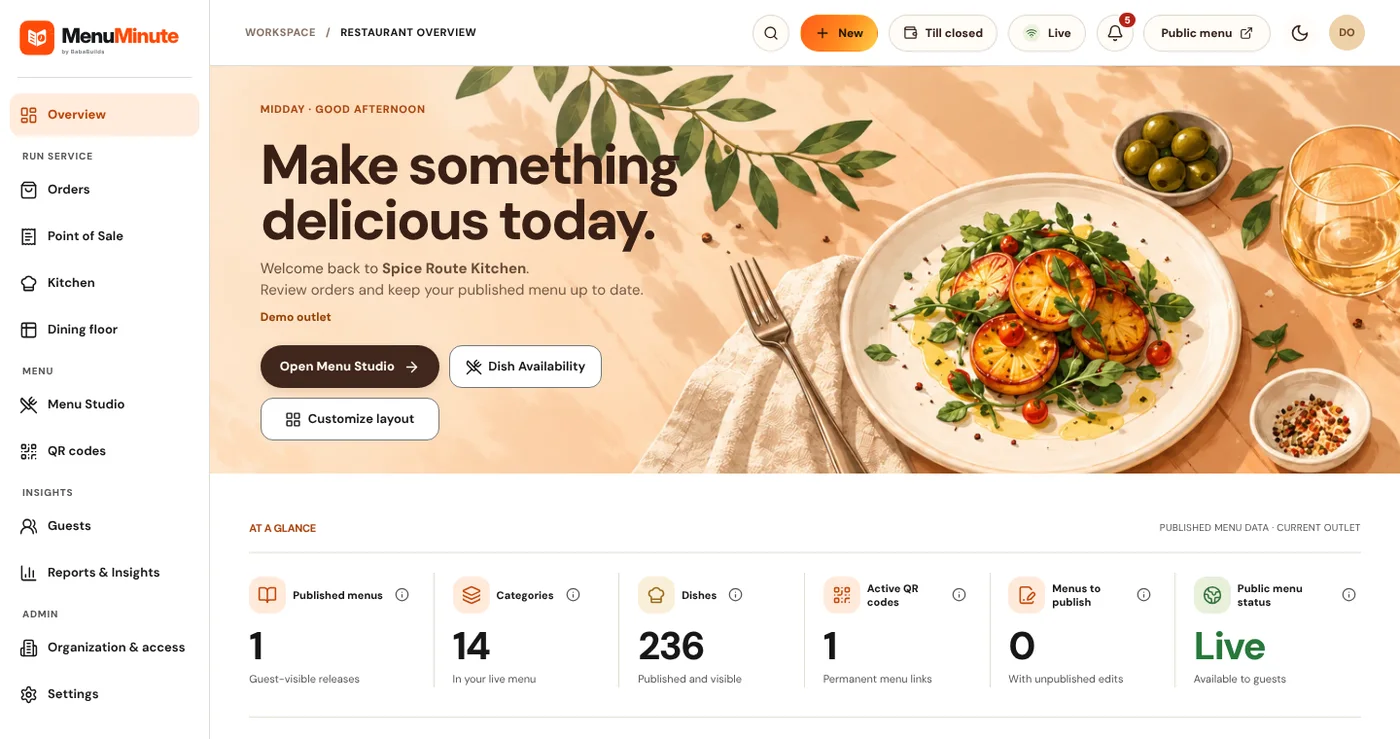 MenuMinute
by BabaBuilds
WORKSPACE / RESTAURANT OVERVIEW
New
Till closed
Live
5
Public menu
DO
Overview
RUN SERVICE
Orders
Point of Sale
Kitchen
Dining floor
MENU
Menu Studio
QR codes
INSIGHTS
Guests
Reports & Insights
ADMIN
Organization & access
Settings
MIDDAY · GOOD AFTERNOON
Make something
delicious today.
Welcome back to Spice Route Kitchen.
Review orders and keep your published menu up to date.
Demo outlet
Open Menu Studio
Dish Availability
Customize layout
AT A GLANCE
PUBLISHED MENU DATA · CURRENT OUTLET
Published menus
1
Guest-visible releases
Categories
14
In your live menu
Dishes
236
Published and visible
Active QR
codes
1
Permanent menu links
Menus to
publish
0
With unpublished edits
Public menu
status
Live
Available to guests